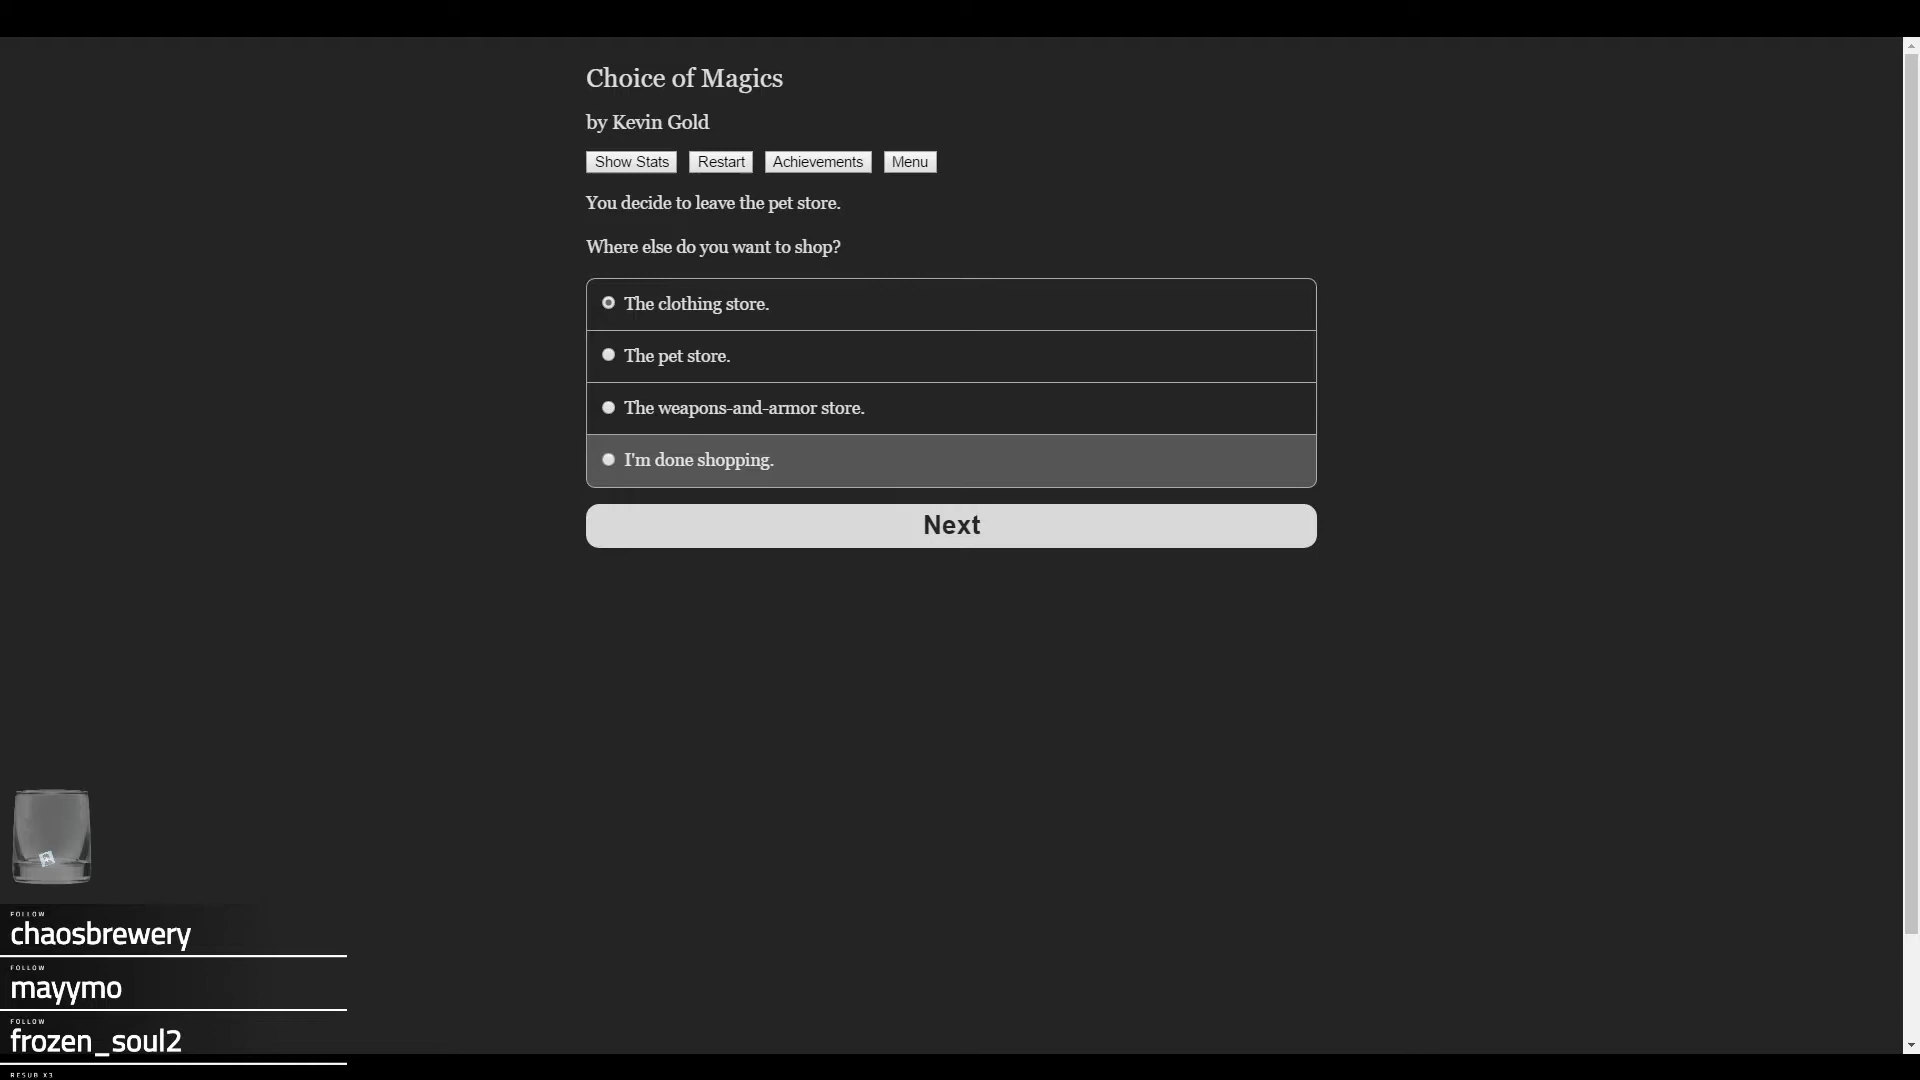 Choice of Magics
by Kevin Gold
Show Stats Restart Achievements Menu
You decide to leave the pet store.
Where else do you want to shop?
The clothing store.
The pet store.
The weapons-and-armor store.
I'm done shopping.
Next
FOLLOW
chaosbrewery
FOLLOW
mayymo
FOLLOW
frozen_soul2
RESUB X3